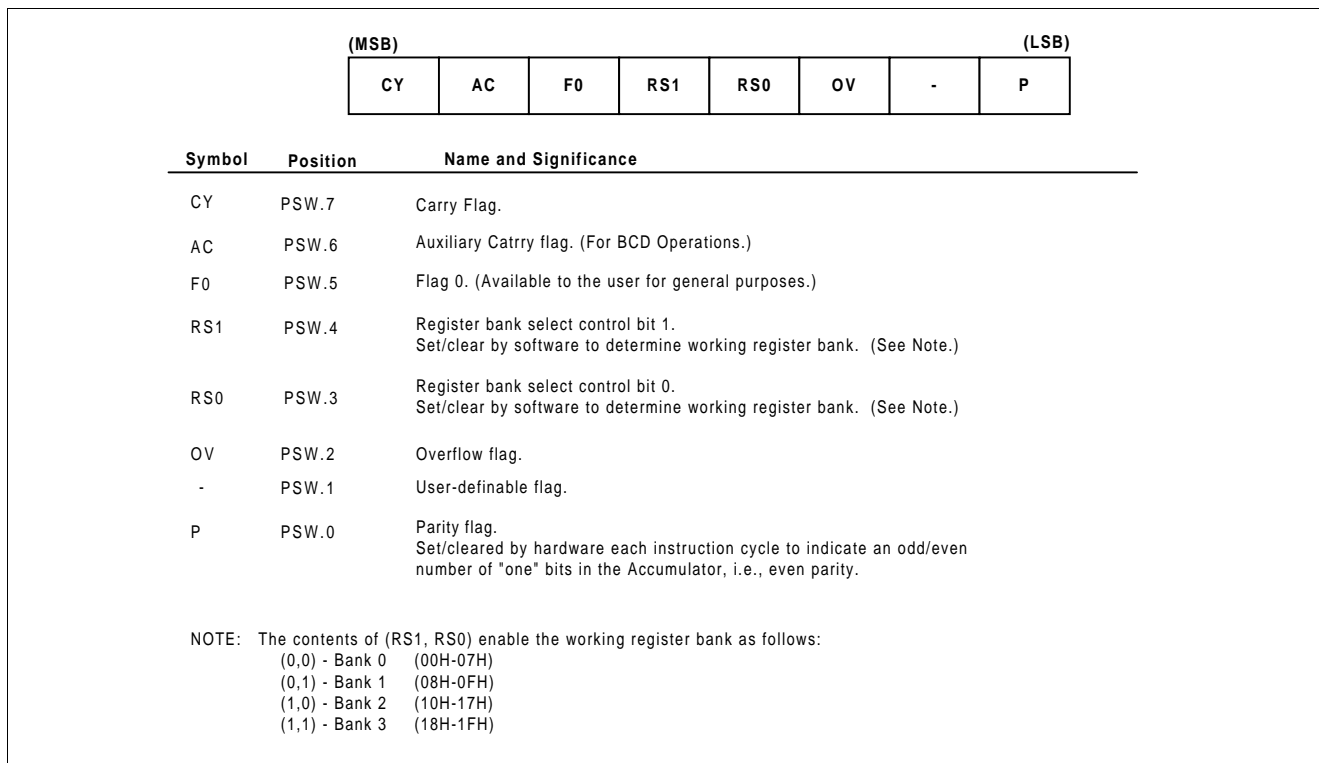 (MSB) (LSB)
CY AC F0 RS1 RS0 OV - P
Symbol Position Name and Significance
CY PSW.7 Carry Flag.
AC PSW.6 Auxiliary Catrry flag. (For BCD Operations.)
F0 PSW.5 Flag 0. (Available to the user for general purposes.)
RS1 PSW.4 Register bank select control bit 1.
Set/clear by software to determine working register bank. (See Note.)
RS0 PSW.3 Register bank select control bit 0.
Set/clear by software to determine working register bank. (See Note.)
OV PSW.2 Overflow flag.
- PSW.1 User-definable flag.
P PSW.0 Parity flag.
Set/cleared by hardware each instruction cycle to indicate an odd/even
number of "one" bits in the Accumulator, i.e., even parity.
NOTE: The contents of (RS1, RS0) enable the working register bank as follows:
(0,0) - Bank 0 (00H-07H)
(0,1) - Bank 1 (08H-0FH)
(1,0) - Bank 2 (10H-17H)
(1,1) - Bank 3 (18H-1FH)